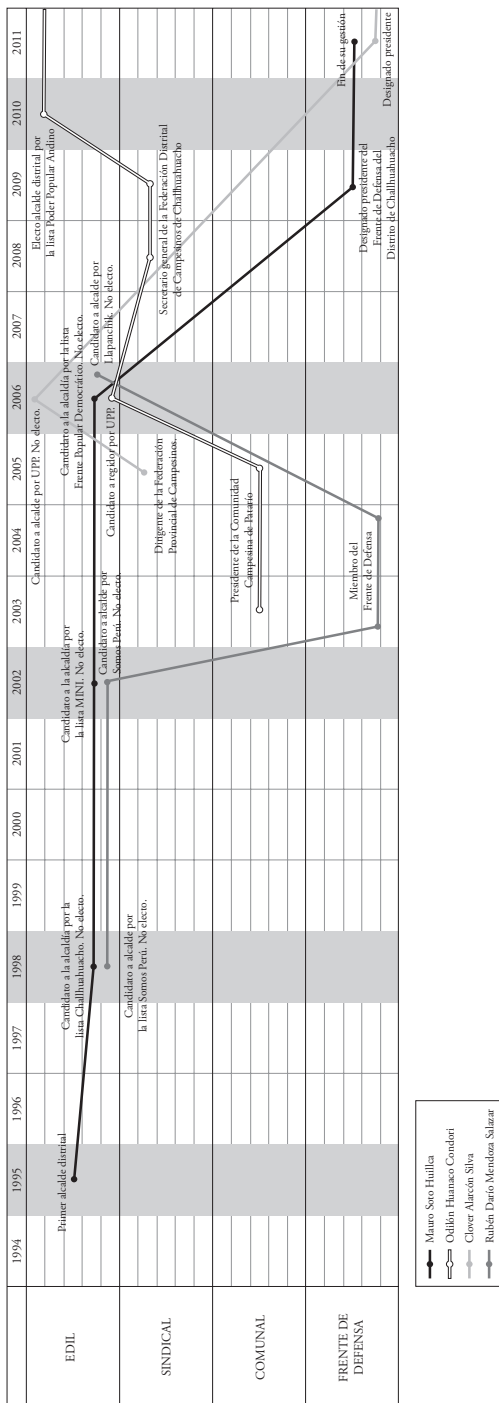 1994 1995 1996 1997 1998 1999 2000 2001 2002 2003 2004 2005 2006 2007 2008 2009 2010 2011
EDIL
SINDICAL
COMUNAL
FRENTE DE
DEFENSA
Primer alcalde distrital
Candidato a la alcaldía por la
lista Challhuahuacho. No electo.
Candidato a alcalde por
la lista Somos Perú. No electo.
Candidato a la alcaldía por
la lista MINI. No electo.
Candidato a alcalde por
Somos Perú. No electo.
Miembro del
Frente de Defensa
Presidente de la Comunidad
Campesina de Patario
Dirigente de la Federación
Provincial de Campesinos.
Candidato a alcalde por UPP. No electo.
Candidato a la alcaldía por la lista
Frente Popular Democrático. No electo.
Candidato a alcalde por
Llapanchik. No electo.
Candidato a regidor por UPP.
Secretario general de la Federación Distrital
de Campesinos de Challhuahuacho
Electo alcalde distrital por
la lista Poder Popular Andino
Designado presidente del
Frente de Defensa del
Distrito de Challhuahuacho
Fin de su gestión
Designado presidente
Mauro Soto Huillca
Odilón Huanaco Condori
Clover Alarcón Silva
Rubén Darío Mendoza Salazar